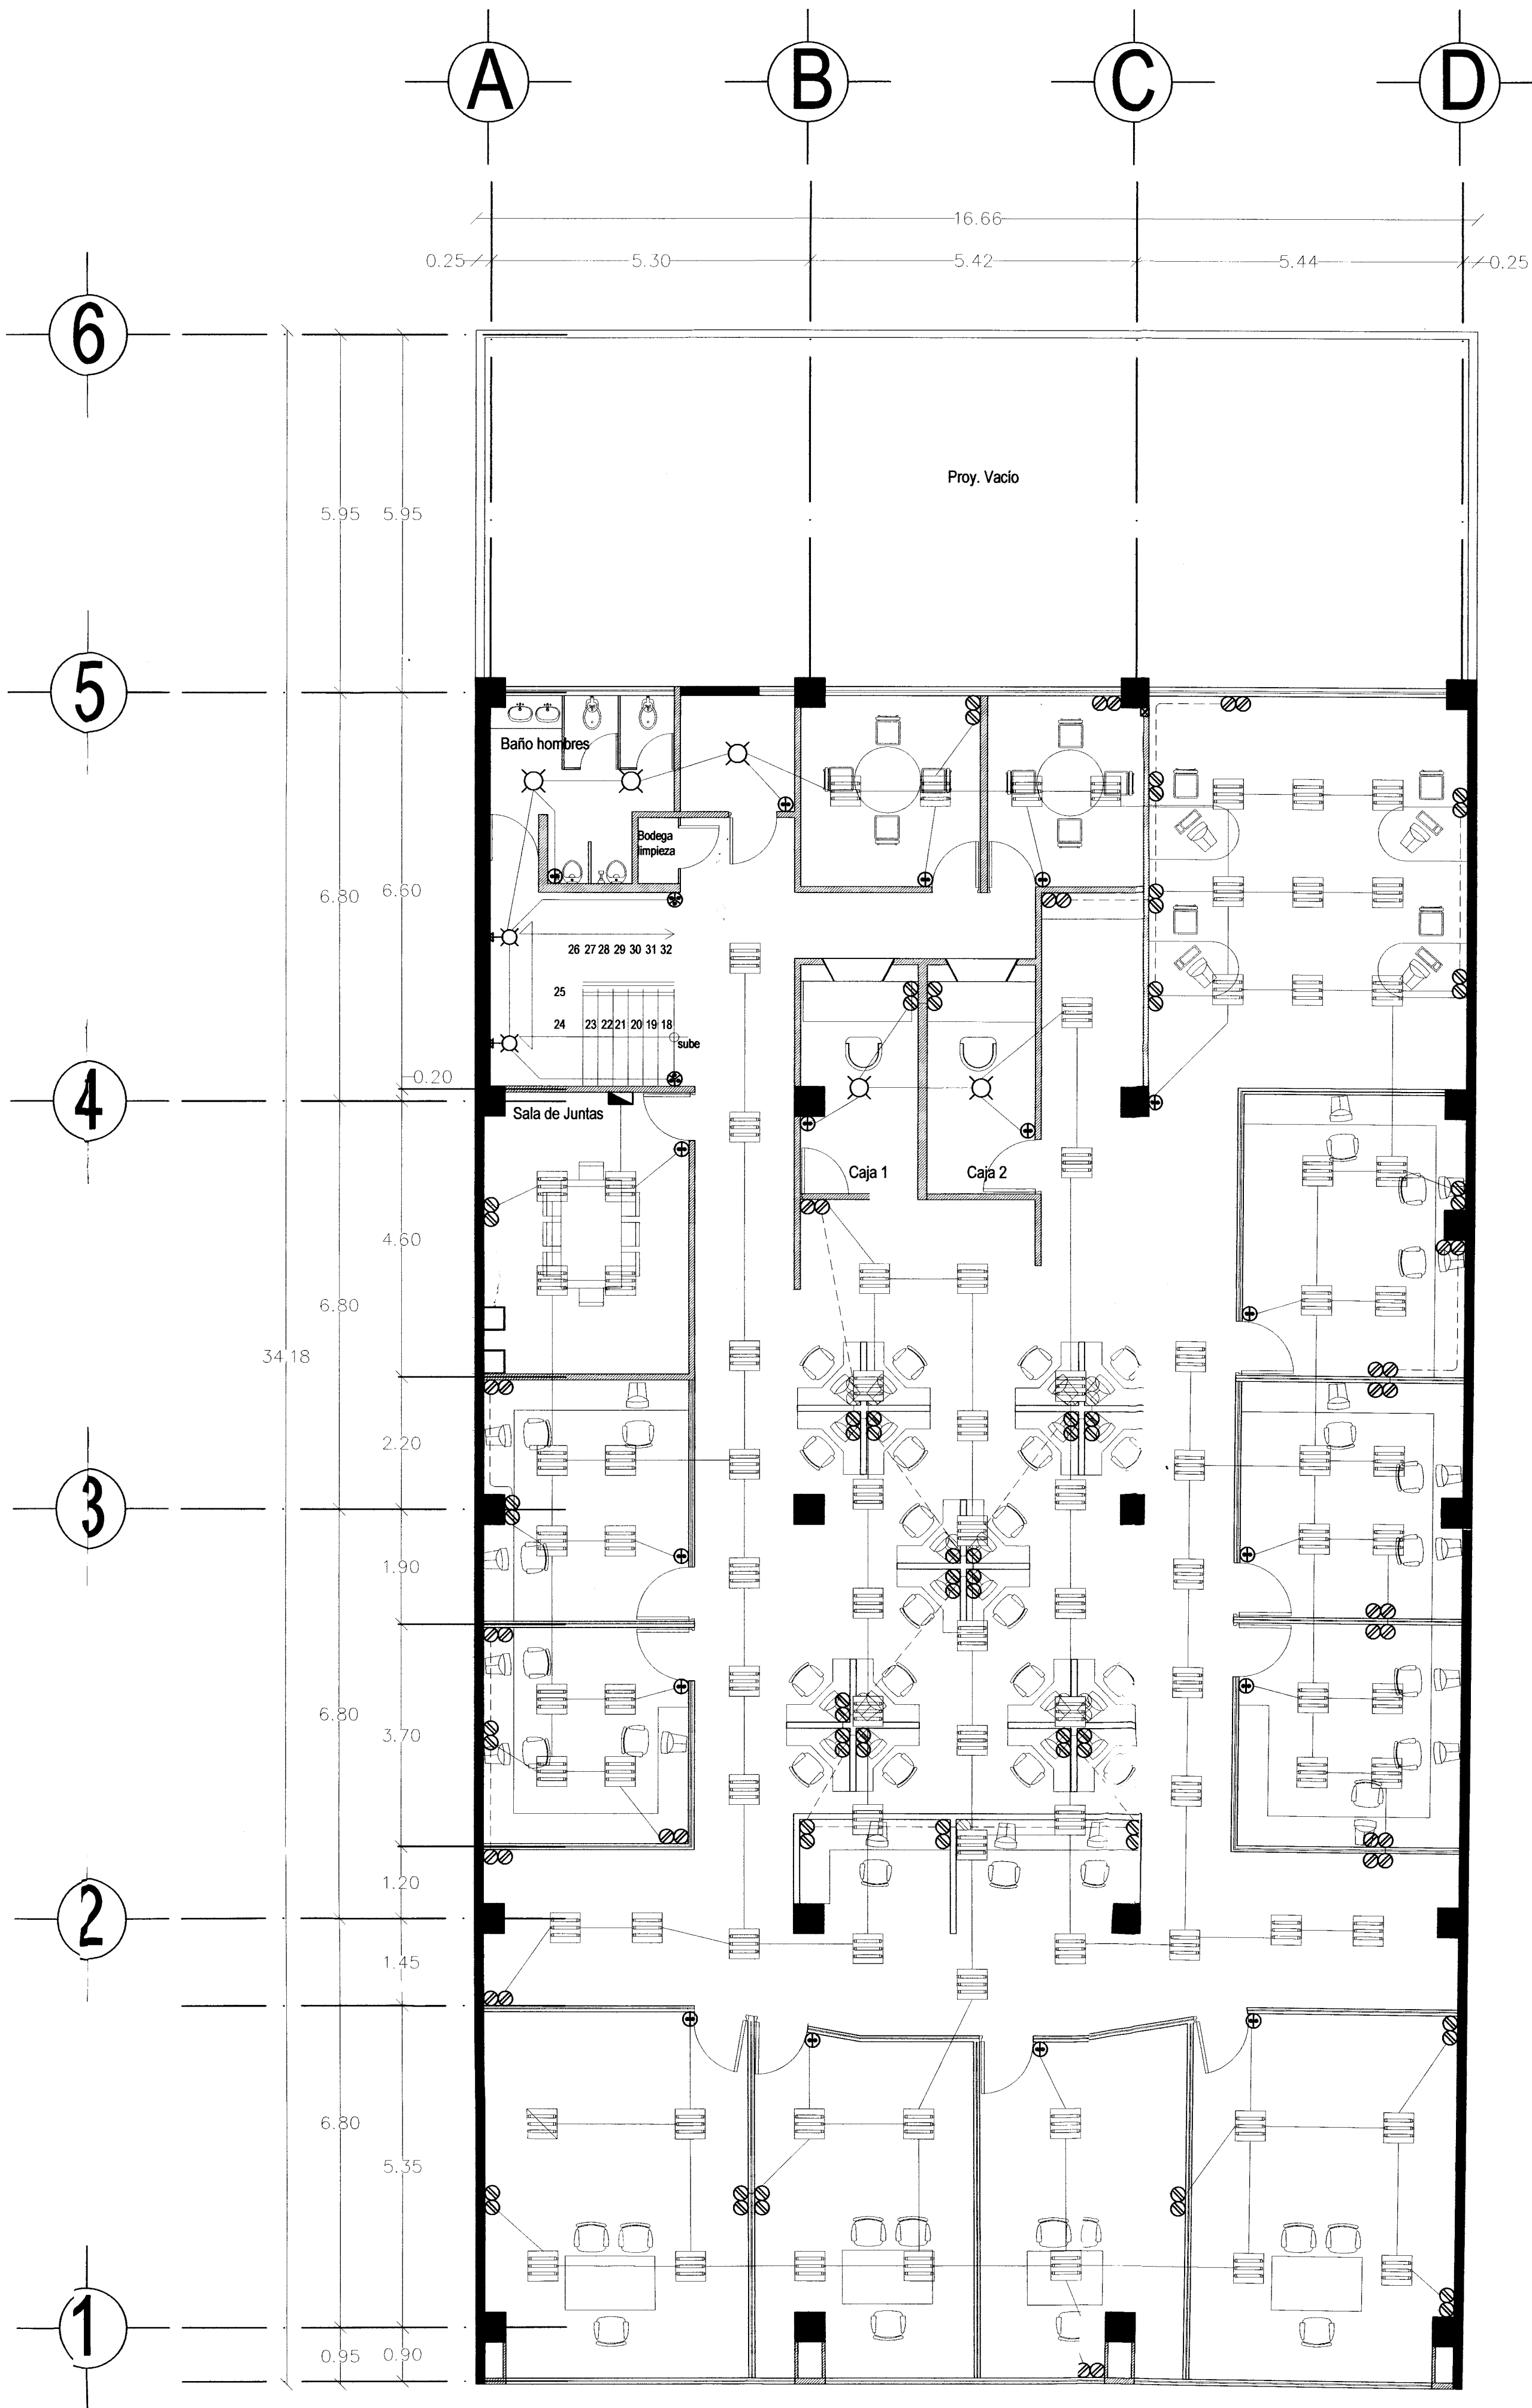 A B C D
16.66
0.25 5.30 5.42 5.44 0.25
6
Proy. Vacío
5.95 5.95
5
Baño hombres
Bodega
limpieza
6.80 6.60
26 27 28 29 30 31 32
25
24 23 22 21 20 19 18
sube
0.20
4
Sala de Juntas
Caja 1 Caja 2
4.60
6.80
34.18
2.20
3
1.90
6.80
3.70
1.20
2
1.45
6.80
5.35
1
0.95 0.90